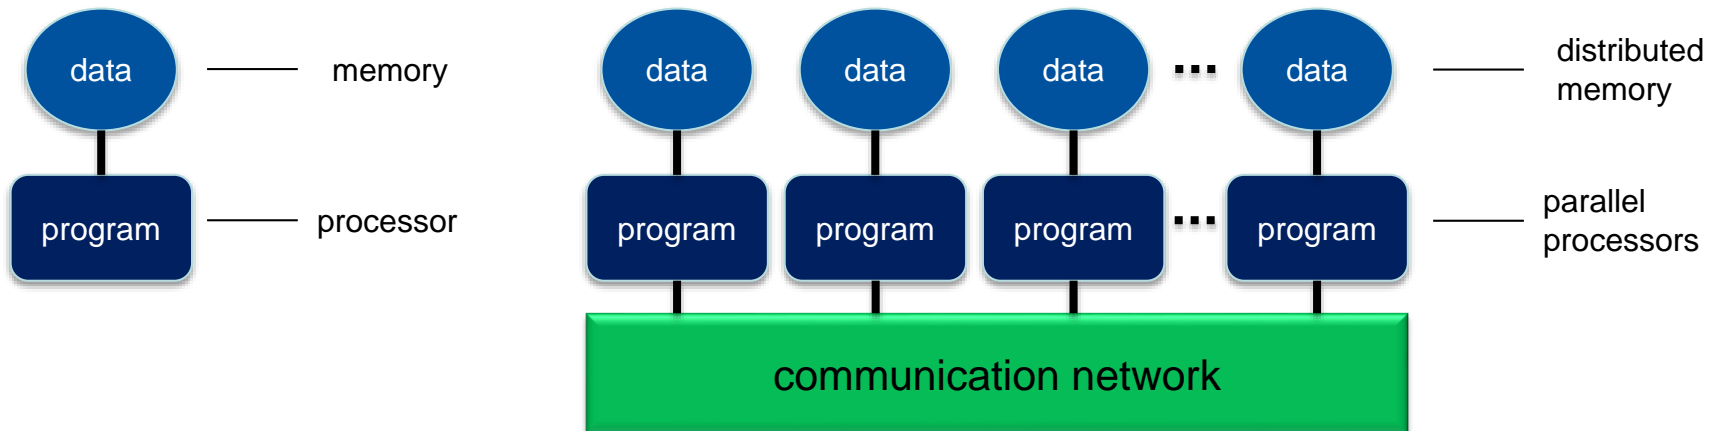 data
memory
data
data
data
...
data
distributed
memory
program
processor
program
program
program
...
program
parallel
processors
communication network